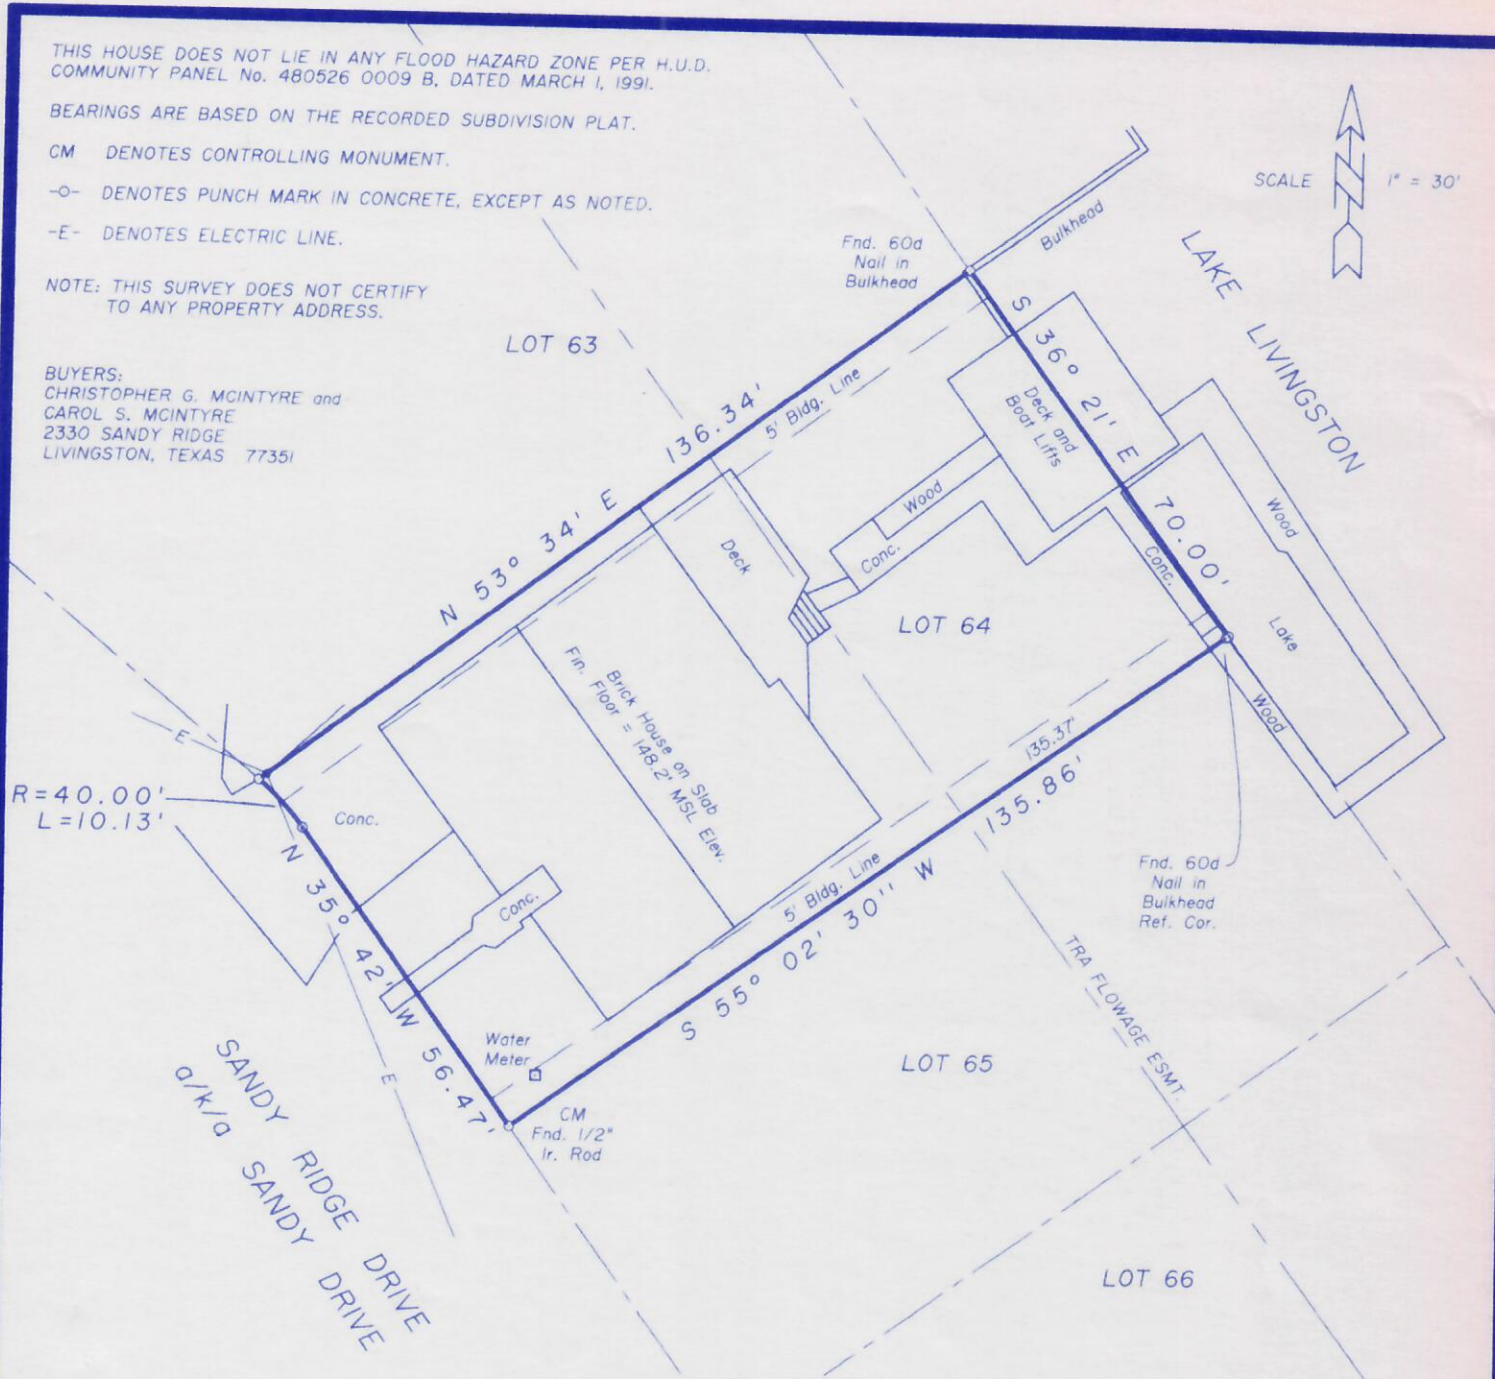 THIS HOUSE DOES NOT LIE IN ANY FLOOD HAZARD ZONE PER H.U.D.
COMMUNITY PANEL No. 480526 0009 B, DATED MARCH 1, 1991.
BEARINGS ARE BASED ON THE RECORDED SUBDIVISION PLAT.
CM DENOTES CONTROLLING MONUMENT.
-O- DENOTES PUNCH MARK IN CONCRETE, EXCEPT AS NOTED.
-E- DENOTES ELECTRIC LINE.
NOTE: THIS SURVEY DOES NOT CERTIFY
TO ANY PROPERTY ADDRESS.
BUYERS:
CHRISTOPHER G. MCINTYRE and
CAROL S. MCINTYRE
2330 SANDY RIDGE
LIVINGSTON, TEXAS 77351
SCALE
N
1" = 30'
LAKE LIVINGSTON
Bulkhead
Fnd. 60d
Nail in
Bulkhead
LOT 63
S 36° 21' E
70.00'
136.34'
5' Bldg. Line
N 53° 34' E
Deck and
Boat Lifts
Wood
Wood
Deck
Conc.
Conc.
LOT 64
Lake
Wood
Brick House on Slab
Fin. Floor = 148.2' MSL Elev.
135.37'
135.86'
5' Bldg. Line
S 55° 02' 30'' W
E
R=40.00'
L=10.13'
Conc.
Conc.
N 35° 42' W 56.47'
Fnd. 60d
Nail in
Bulkhead
Ref. Cor.
TRA FLOWAGE ESMT.
Water
Meter
E
CM
Fnd. 1/2"
Ir. Rod
LOT 65
SANDY RIDGE DRIVE
a/k/a SANDY DRIVE
LOT 66